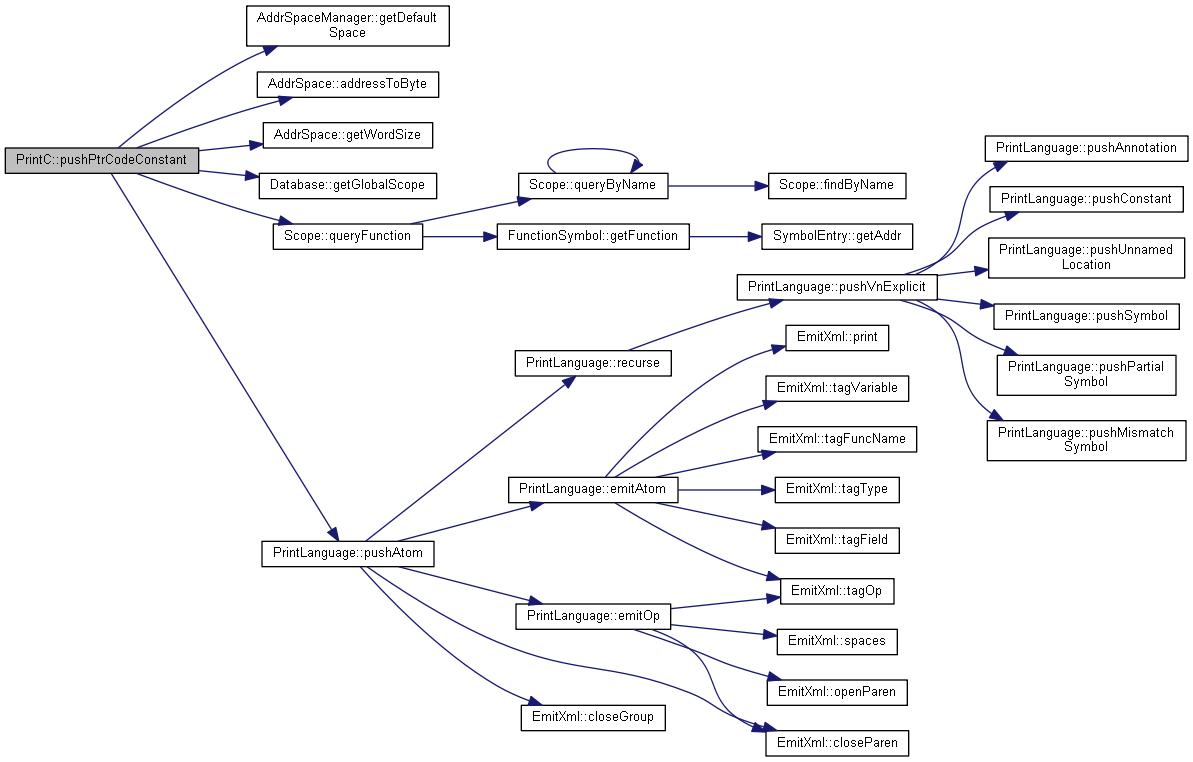 PrintC::pushPtrCodeConstant
AddrSpaceManager::getDefault
Space
AddrSpace::addressToByte
AddrSpace::getWordSize
Database::getGlobalScope
Scope::queryFunction
Scope::queryByName
Scope::findByName
FunctionSymbol::getFunction
SymbolEntry::getAddr
PrintLanguage::pushAtom
PrintLanguage::recurse
PrintLanguage::pushVnExplicit
PrintLanguage::pushAnnotation
PrintLanguage::pushConstant
PrintLanguage::pushUnnamed
Location
PrintLanguage::pushSymbol
PrintLanguage::pushPartial
Symbol
PrintLanguage::pushMismatch
Symbol
PrintLanguage::emitAtom
EmitXml::print
EmitXml::tagVariable
EmitXml::tagFuncName
EmitXml::tagType
EmitXml::tagField
EmitXml::tagOp
PrintLanguage::emitOp
EmitXml::spaces
EmitXml::openParen
EmitXml::closeParen
EmitXml::closeGroup